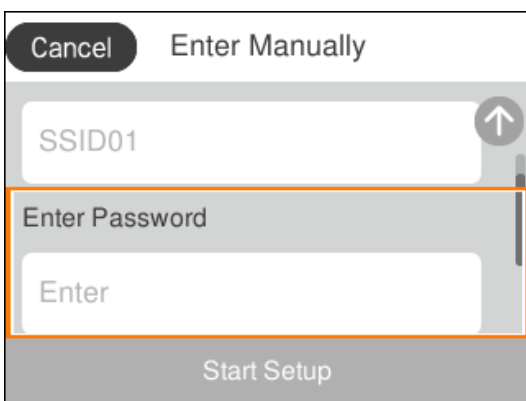 Cancel Enter Manually
SSID01
Enter Password
Enter
Start Setup